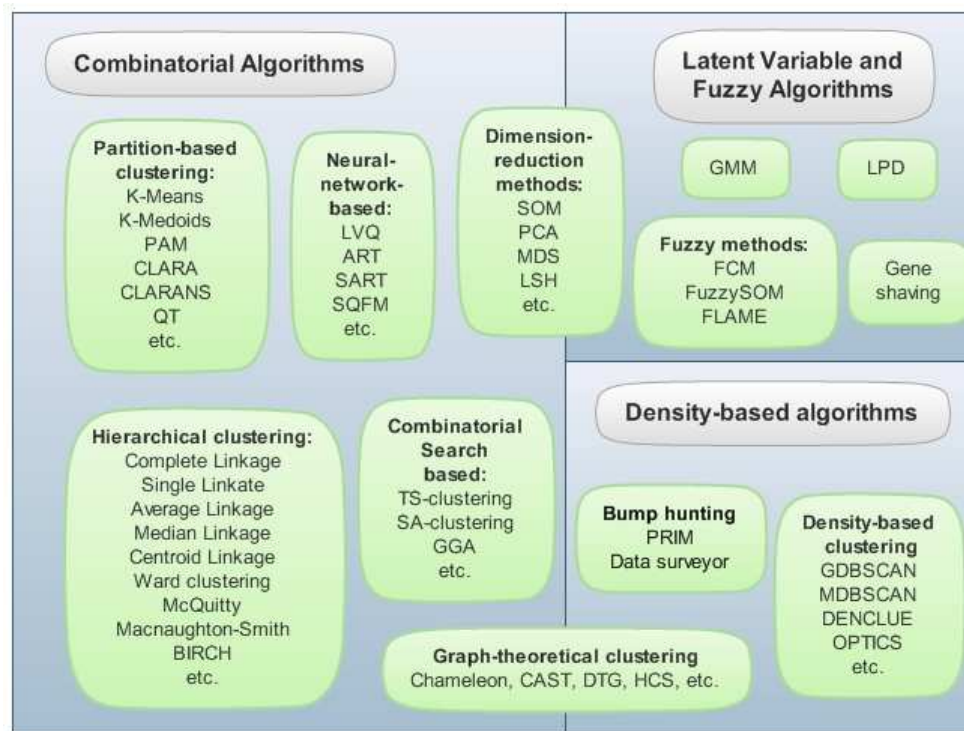 Combinatorial Algorithms
Partition-based
clustering:
K-Means
K-Medoids
PAM
CLARA
CLARANS
QT
etc.
Neural-
network-
based:
LVQ
ART
SART
SQFM
etc.
Dimension-
reduction
methods:
SOM
PCA
MDS
LSH
etc.
Hierarchical clustering:
Complete Linkage
Single Linkate
Average Linkage
Median Linkage
Centroid Linkage
Ward clustering
McQuitty
Macnaughton-Smith
BIRCH
etc.
Combinatorial
Search
based:
TS-clustering
SA-clustering
GGA
etc.
Graph-theoretical clustering
Chameleon, CAST, DTG, HCS, etc.
Latent Variable and
Fuzzy Algorithms
GMM
LPD
Fuzzy methods:
FCM
FuzzySOM
FLAME
Gene
shaving
Density-based algorithms
Bump hunting
PRIM
Data surveyor
Density-based
clustering
GDBSCAN
MDBSCAN
DENCLUE
OPTICS
etc.